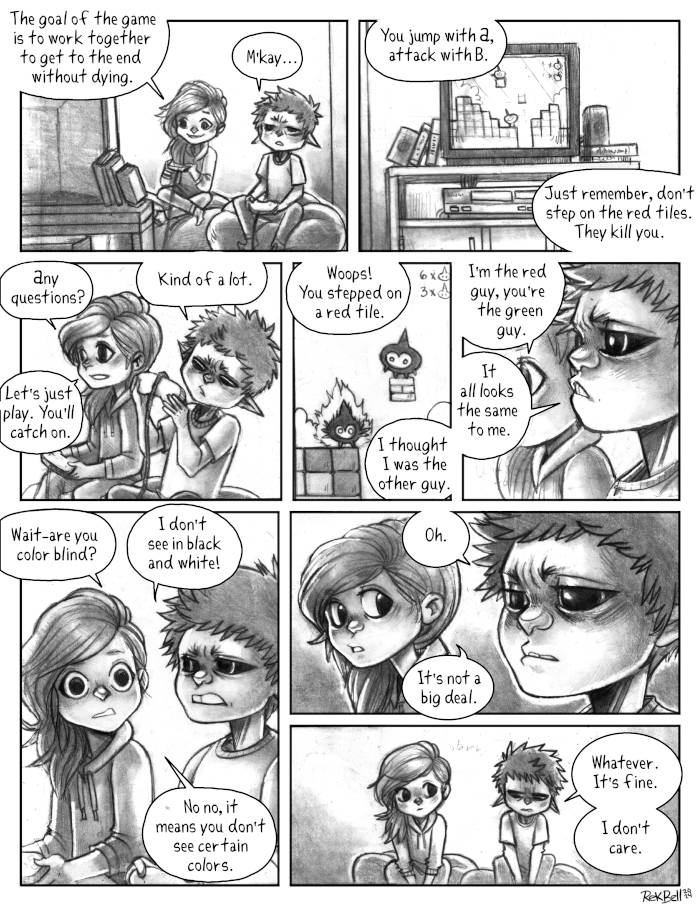 The goal of the game
is to work together
to get to the end
without dying.
M'kay...
You jump with a,
attack with B.
Just remember, don't
step on the red tiles.
They kill you.
any
questions?
Kind of a lot.
Let's just
play. You'll
catch on.
Woops!
You stepped on
a red tile.
6x
3x
I thought
I was the
other guy.
I'm the red
guy, you're
the green
guy.
It
all looks
the same
to me.
Wait-are you
color blind?
I don't
see in black
and white!
No no, it
means you don't
see certain
colors.
Oh.
It's not a
big deal.
Whatever.
It's fine.
I don't
care.
RekBell